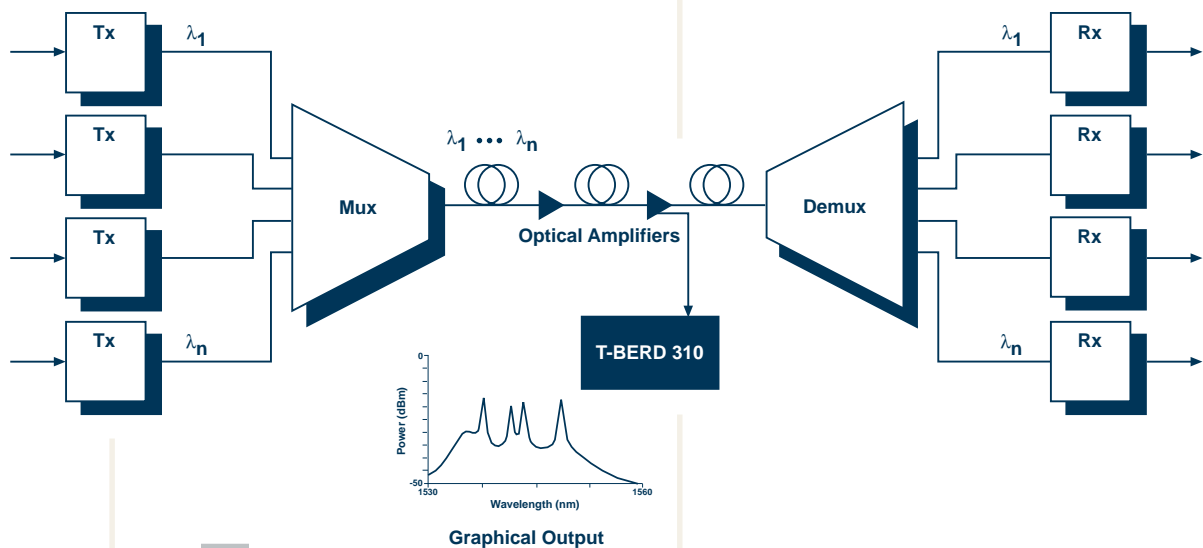 Tx
λ1
λ1
Rx
Tx
Rx
λ1 ••• λn
Mux
Demux
Optical Amplifiers
Tx
Rx
Tx
λn
λn
Rx
T-BERD 310
0
Power (dBm)
-50
1530
1560
Wavelength (nm)
Graphical Output